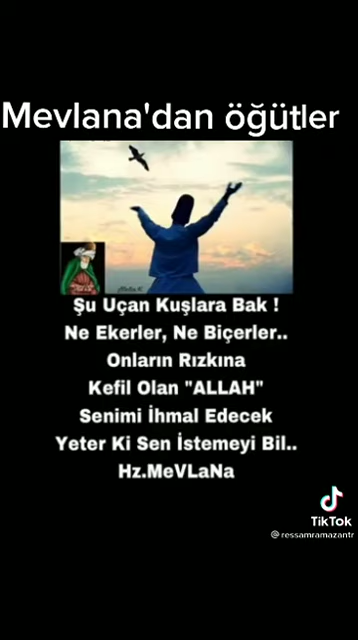 Mevlana'dan öğütler
Şu Uçan Kuşlara Bak !
Ne Ekerler, Ne Biçerler..
Onların Rızkına
Kefil Olan "ALLAH"
Senimi İhmal Edecek
Yeter Ki Sen İstemeyi Bil..
Hz.MeVLaNa
TikTok
@ressamramazantr